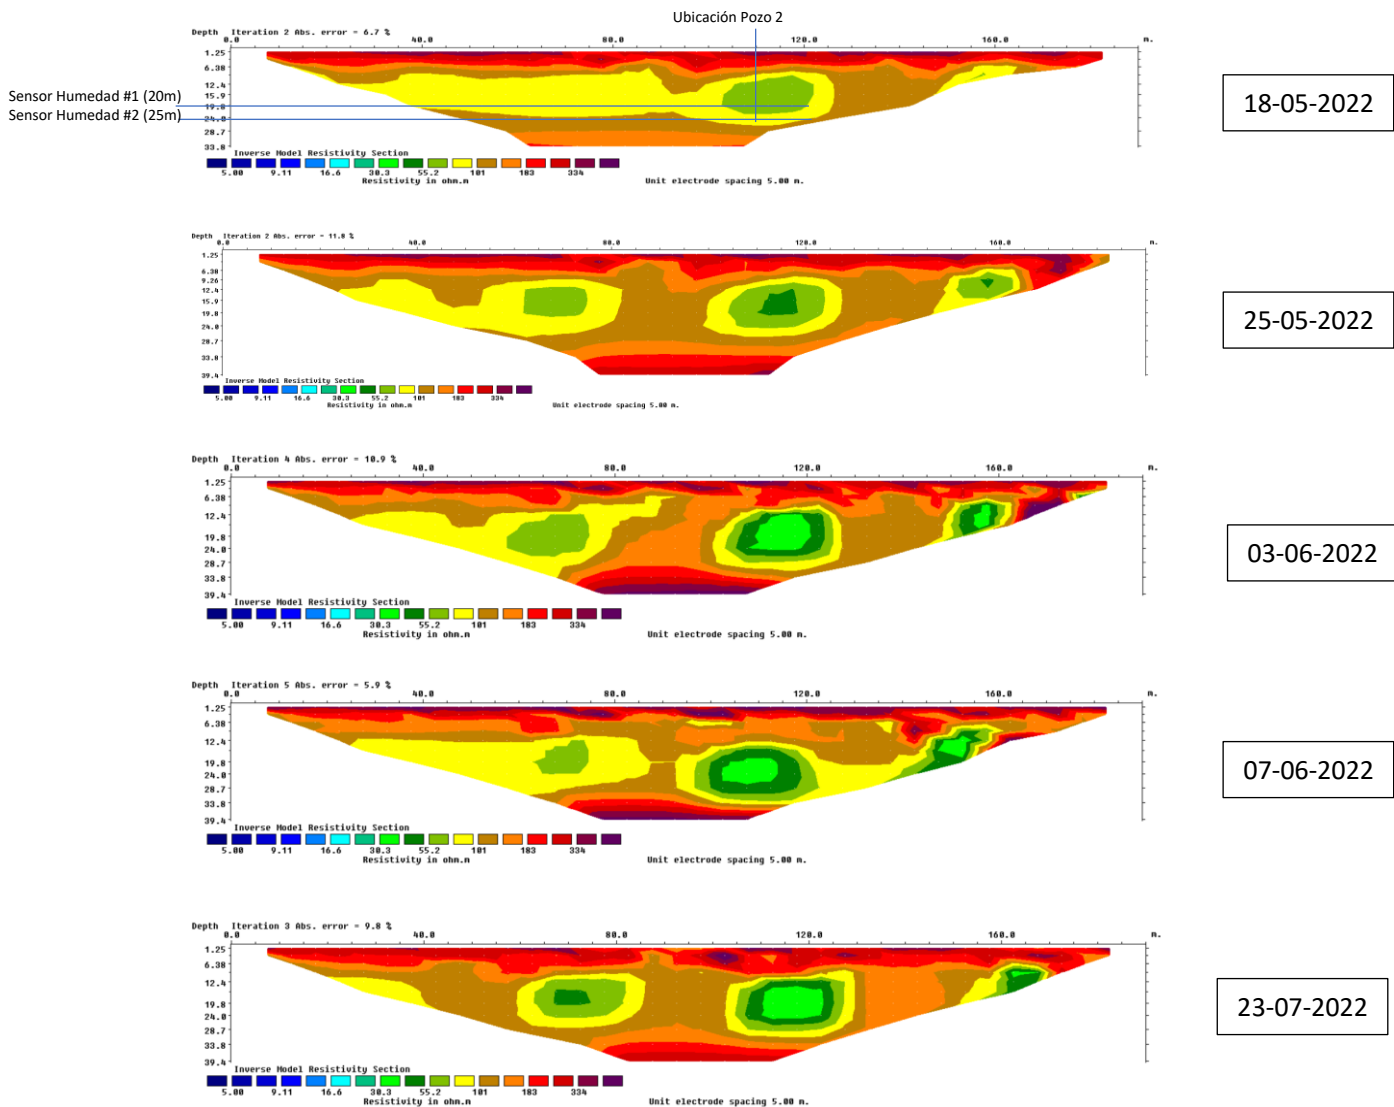 Ubicación Pozo 2
Depth Iteration 2 Abs. error = 6.7 %
0.0 40.0 80.0 120.0 160.0 m.
1.25
6.38
12.4
15.9
19.8
24.0
28.7
33.8
Sensor Humedad #1 (20m)
Sensor Humedad #2 (25m)
Inverse Model Resistivity Section
5.00 9.11 16.6 30.3 55.2 101 183 334
Resistivity in ohm.m Unit electrode spacing 5.00 m.
18-05-2022
Depth Iteration 2 Abs. error = 11.8 %
0.0 40.0 80.0 120.0 160.0 m.
1.25
6.38
9.26
12.4
15.9
19.8
24.0
28.7
33.8
39.4
Inverse Model Resistivity Section
5.00 9.11 16.6 30.3 55.2 101 183 334
Resistivity in ohm.m Unit electrode spacing 5.00 m.
25-05-2022
Depth Iteration 4 Abs. error = 10.9 %
0.0 40.0 80.0 120.0 160.0 m.
1.25
6.38
12.4
19.8
24.0
28.7
33.8
39.4
Inverse Model Resistivity Section
5.00 9.11 16.6 30.3 55.2 101 183 334
Resistivity in ohm.m Unit electrode spacing 5.00 m.
03-06-2022
Depth Iteration 5 Abs. error = 5.9 %
0.0 40.0 80.0 120.0 160.0 m.
1.25
6.38
12.4
19.8
24.0
28.7
33.8
39.4
Inverse Model Resistivity Section
5.00 9.11 16.6 30.3 55.2 101 183 334
Resistivity in ohm.m Unit electrode spacing 5.00 m.
07-06-2022
Depth Iteration 3 Abs. error = 9.8 %
0.0 40.0 80.0 120.0 160.0 m.
1.25
6.38
12.4
19.8
24.0
28.7
33.8
39.4
Inverse Model Resistivity Section
5.00 9.11 16.6 30.3 55.2 101 183 334
Resistivity in ohm.m Unit electrode spacing 5.00 m.
23-07-2022